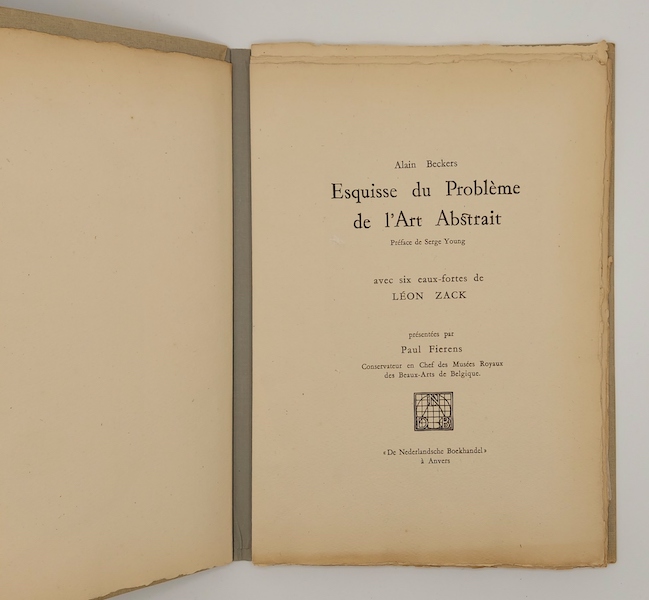 Alain Beckers
Esquisse du Problème
de l'Art Abstrait
Préface de Serge Young
avec six eaux-fortes de
LÉON ZACK
présentées par
Paul Fierens
Conservateur en Chef des Musées Royaux
des Beaux-Arts de Belgique.
N
D B
«De Nederlandsche Boekhandel»
à Anvers